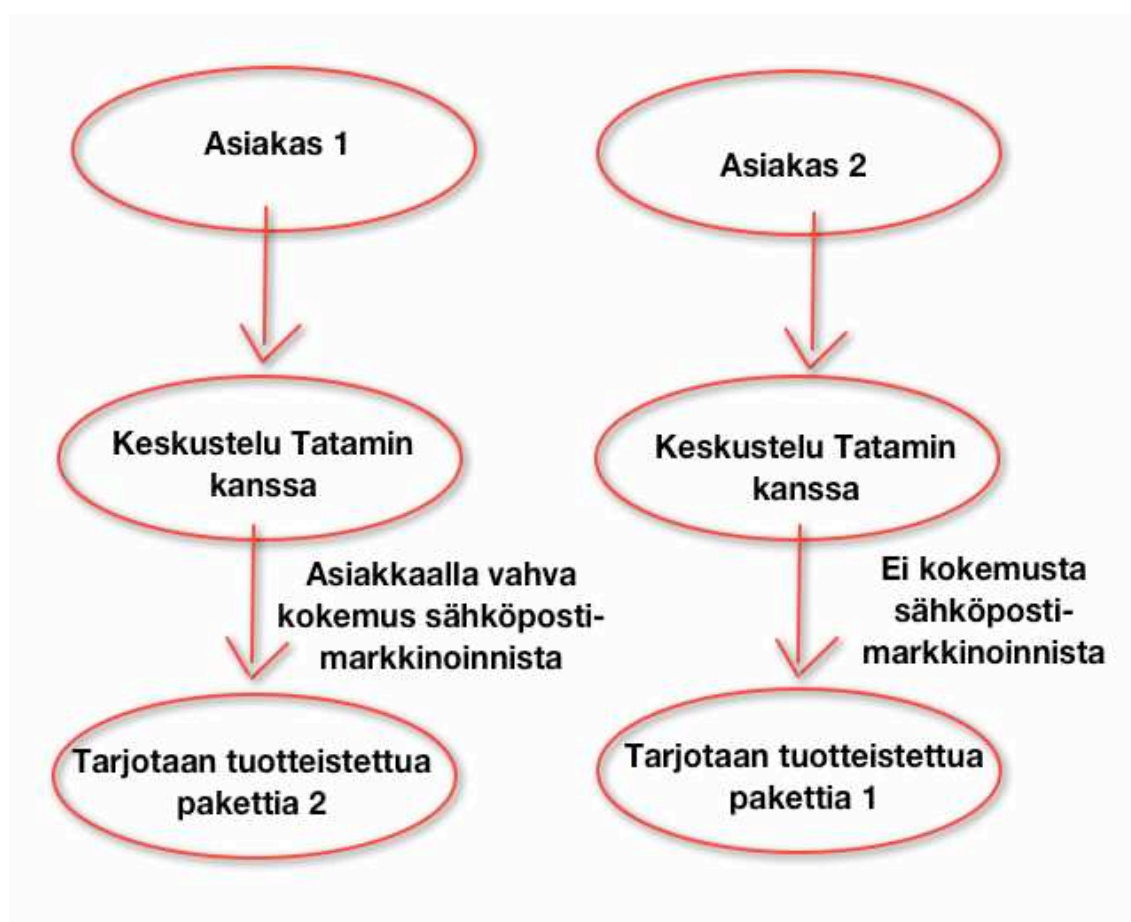 Asiakas 1
Keskustelu Tatamin
kanssa
Asiakkaalla vahva
kokemus sähköposti-
markkinoinnista
Tarjotaan tuotteistettua
pakettia 2
Asiakas 2
Keskustelu Tatamin
kanssa
Ei kokemusta
sähköposti-
markkinoinnista
Tarjotaan tuotteistettua
pakettia 1